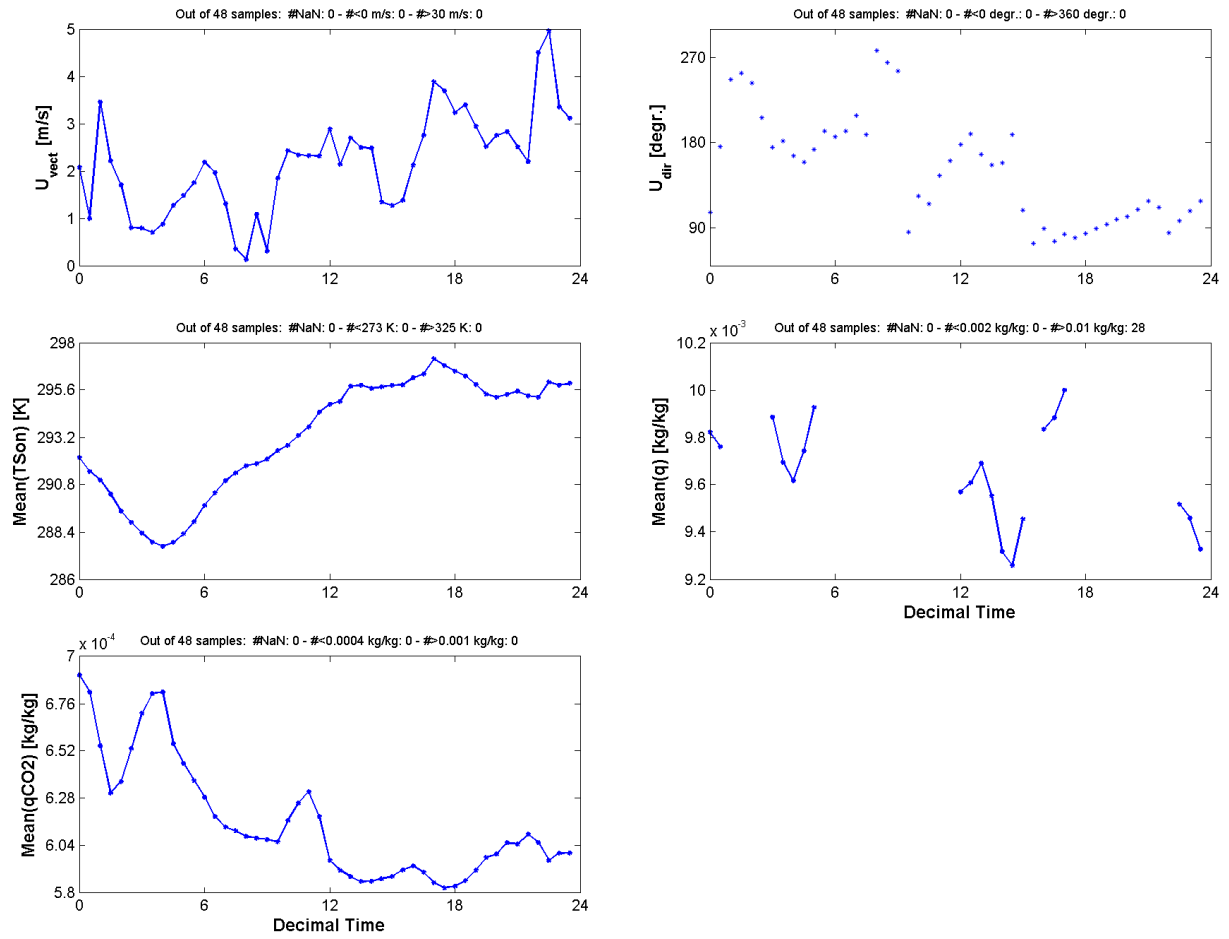 Out of 48 samples:  #NaN: 0 - #<0 m/s: 0 - #>30 m/s: 0
5
4
3
2
1
0
U_vect [m/s]
0 6 12 18 24
Out of 48 samples:  #NaN: 0 - #<0 degr.: 0 - #>360 degr.: 0
270
180
90
U_dir [degr.]
0 6 12 18 24
Out of 48 samples:  #NaN: 0 - #<273 K: 0 - #>325 K: 0
298
295.6
293.2
290.8
288.4
286
Mean(TSon) [K]
0 6 12 18 24
Out of 48 samples:  #NaN: 0 - #<0.002 kg/kg: 0 - #>0.01 kg/kg: 28
x 10^-3
10.2
10
9.8
9.6
9.4
9.2
Mean(q) [kg/kg]
0 6 12 18 24
Decimal Time
Out of 48 samples:  #NaN: 0 - #<0.0004 kg/kg: 0 - #>0.001 kg/kg: 0
x 10^-4
7
6.76
6.52
6.28
6.04
5.8
Mean(qCO2) [kg/kg]
0 6 12 18 24
Decimal Time